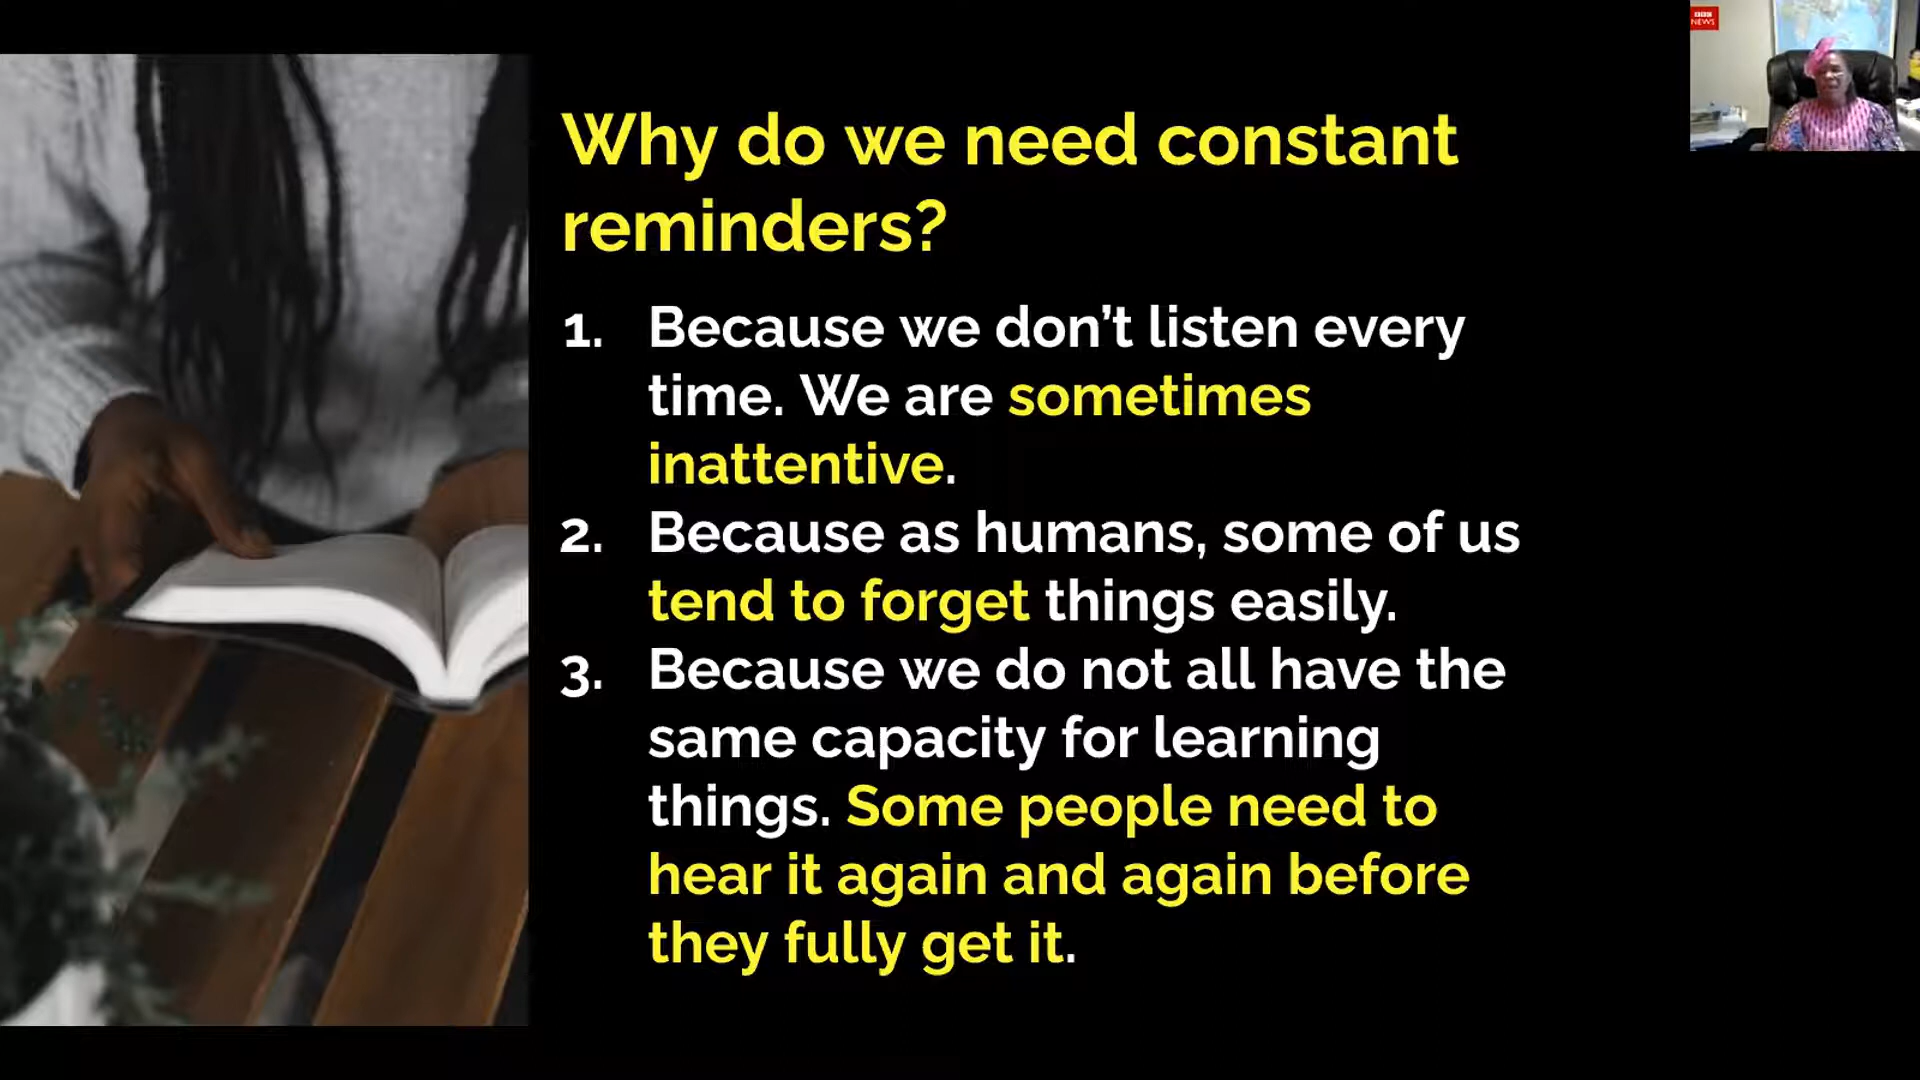 BBC
NEWS
Why do we need constant
reminders?
1. Because we don't listen every
time. We are sometimes
inattentive.
2. Because as humans, some of us
tend to forget things easily.
3. Because we do not all have the
same capacity for learning
things. Some people need to
hear it again and again before
they fully get it.